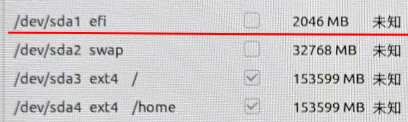 /dev/sda1 efi 2046 MB 未知
/dev/sda2 swap 32768 MB 未知
/dev/sda3 ext4 / 153599 MB 未知
/dev/sda4 ext4 /home 153599 MB 未知